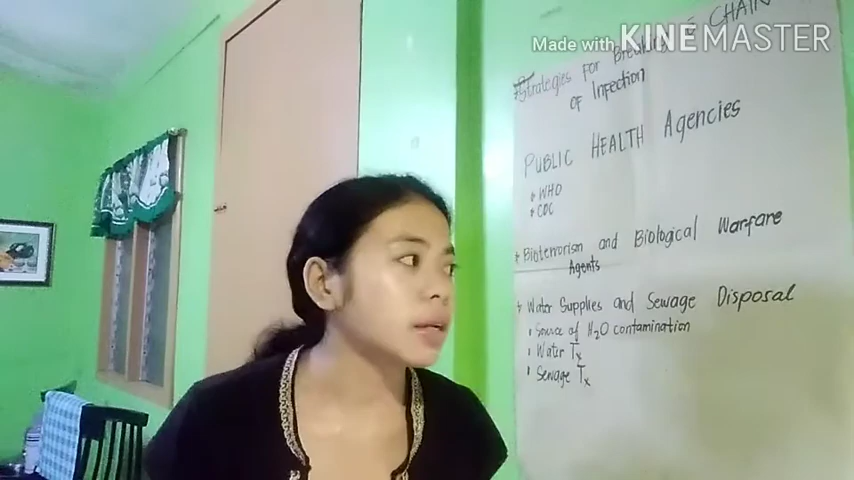 Made with KINEMASTER
CHAIN
*Strategies for
of Infection
PUBLIC HEALTH Agencies
* WHO
* CDC
* Bioterrorism and Biological Warfare
Agents
* Water Supplies and Sewage Disposal
• Source of H₂O contamination
• Water Tx
• Sewage Tx